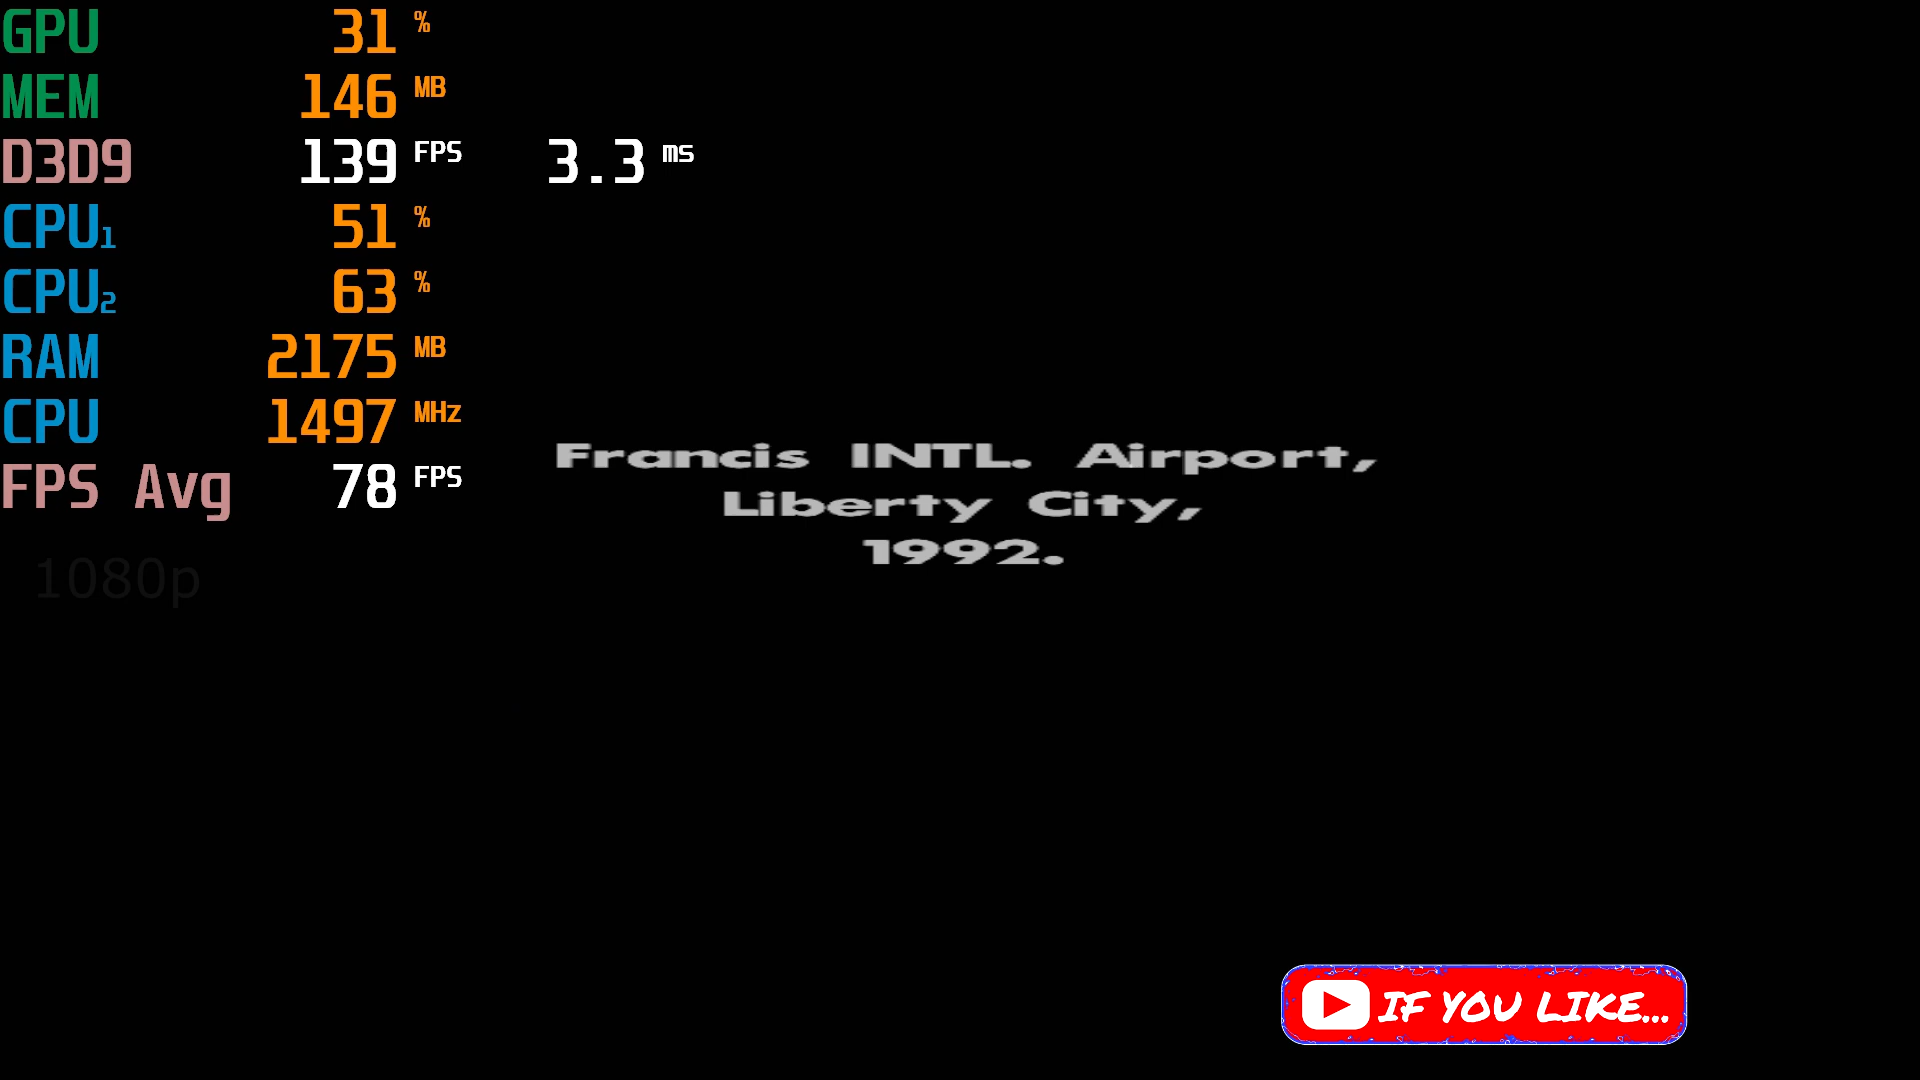 GPU 31 %
MEM 146 MB
D3D9 139 FPS 3.3 ms
CPU1 51 %
CPU2 63 %
RAM 2175 MB
CPU 1497 MHz
FPS Avg 78 FPS
Francis INTL. Airport,
Liberty City,
1992.
1080p
IF YOU LIKE...